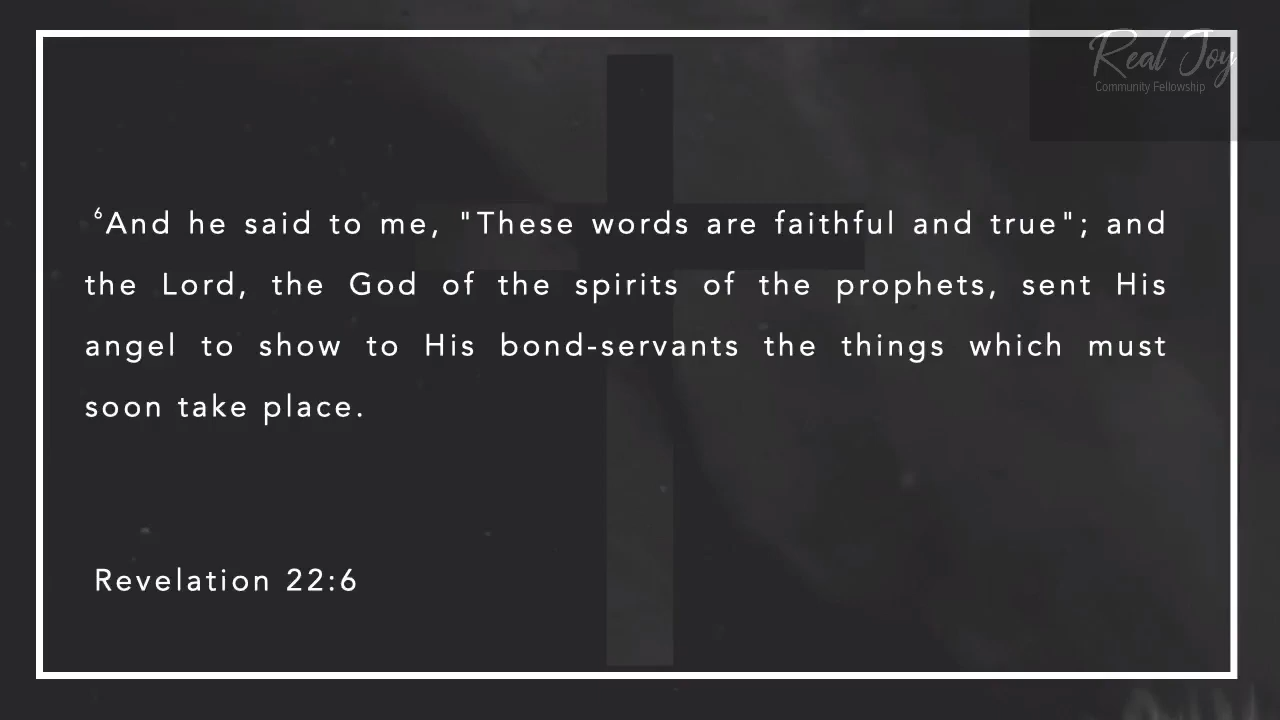 Real Joy
Community Fellowship
⁶And he said to me, "These words are faithful and true"; and
the Lord, the God of the spirits of the prophets, sent His
angel to show to His bond-servants the things which must
soon take place.
Revelation 22:6